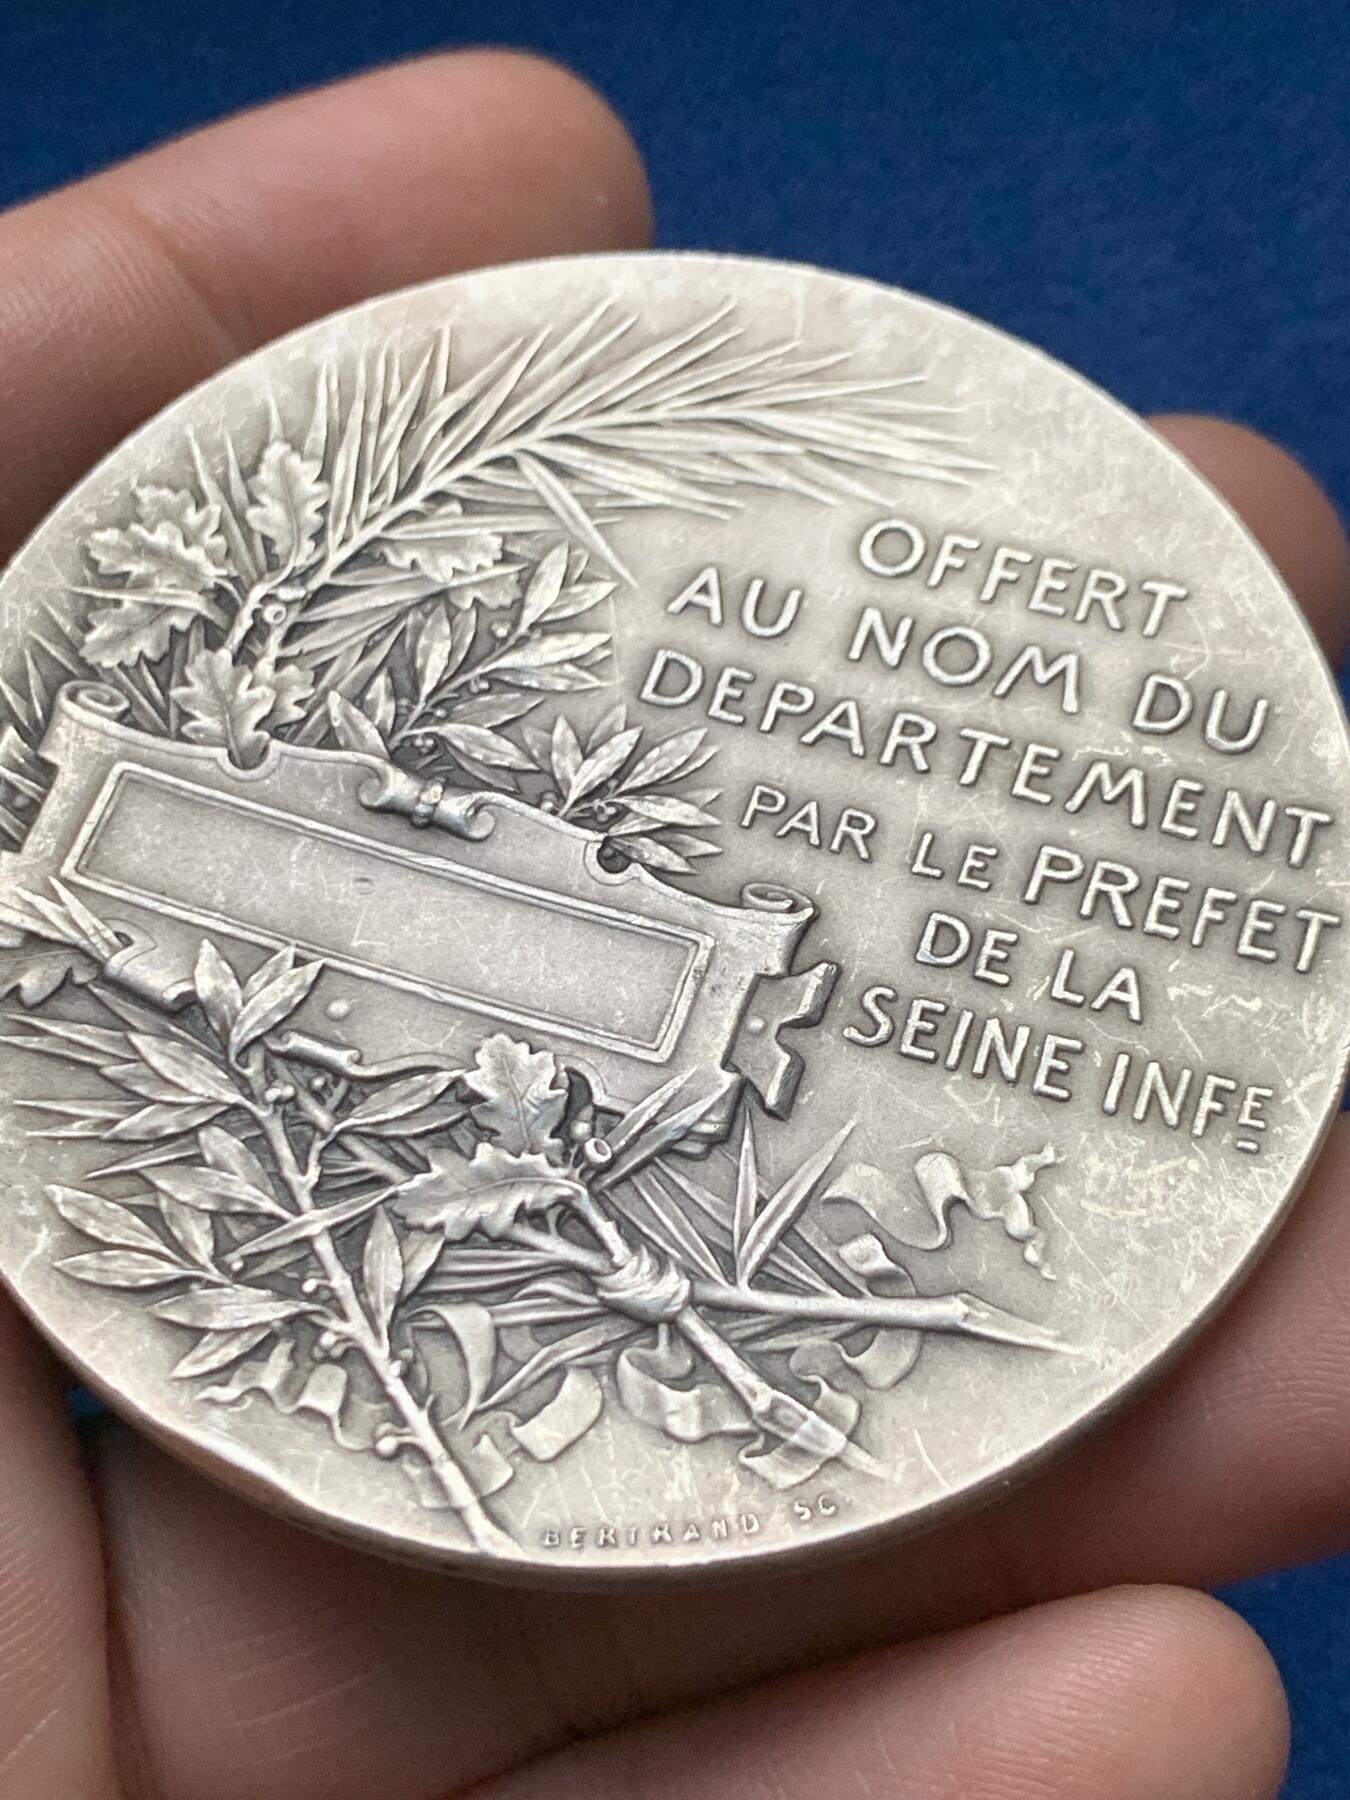 OFFERT
AU NOM DU
DEPARTEMENT
PAR LE PREFET
DE LA
SEINE INFE
BERTRAND SC.